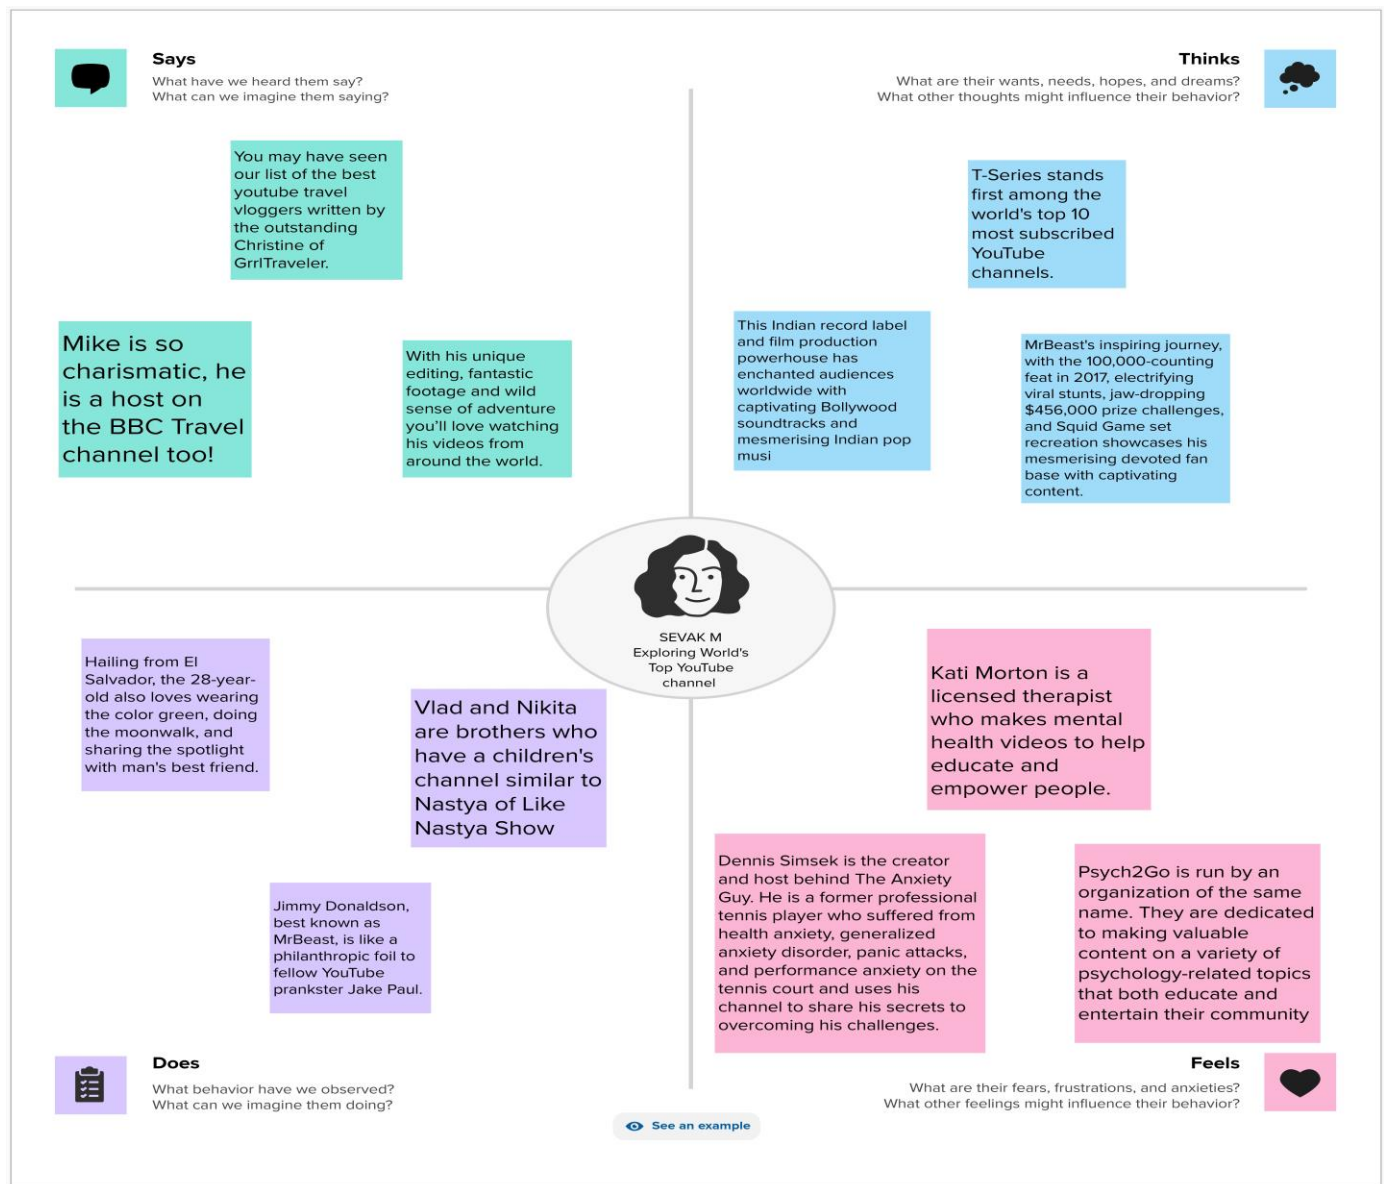 Says
What have we heard them say?
What can we imagine them saying?
Thinks
What are their wants, needs, hopes, and dreams?
What other thoughts might influence their behavior?
You may have seen
our list of the best
youtube travel
vloggers written by
the outstanding
Christine of
GrrlTraveler.
Mike is so
charismatic, he
is a host on
the BBC Travel
channel too!
With his unique
editing, fantastic
footage and wild
sense of adventure
you'll love watching
his videos from
around the world.
T-Series stands
first among the
world's top 10
most subscribed
YouTube
channels.
This Indian record label
and film production
powerhouse has
enchanted audiences
worldwide with
captivating Bollywood
soundtracks and
mesmerising Indian pop
musi
MrBeast's inspiring journey,
with the 100,000-counting
feat in 2017, electrifying
viral stunts, jaw-dropping
$456,000 prize challenges,
and Squid Game set
recreation showcases his
mesmerising devoted fan
base with captivating
content.
SEVAK M
Exploring World's
Top YouTube
channel
Hailing from El
Salvador, the 28-year-
old also loves wearing
the color green, doing
the moonwalk, and
sharing the spotlight
with man's best friend.
Vlad and Nikita
are brothers who
have a children's
channel similar to
Nastya of Like
Nastya Show
Jimmy Donaldson,
best known as
MrBeast, is like a
philanthropic foil to
fellow YouTube
prankster Jake Paul.
Kati Morton is a
licensed therapist
who makes mental
health videos to help
educate and
empower people.
Dennis Simsek is the creator
and host behind The Anxiety
Guy. He is a former professional
tennis player who suffered from
health anxiety, generalized
anxiety disorder, panic attacks,
and performance anxiety on the
tennis court and uses his
channel to share his secrets to
overcoming his challenges.
Psych2Go is run by an
organization of the same
name. They are dedicated
to making valuable
content on a variety of
psychology-related topics
that both educate and
entertain their community
Does
What behavior have we observed?
What can we imagine them doing?
Feels
What are their fears, frustrations, and anxieties?
What other feelings might influence their behavior?
See an example